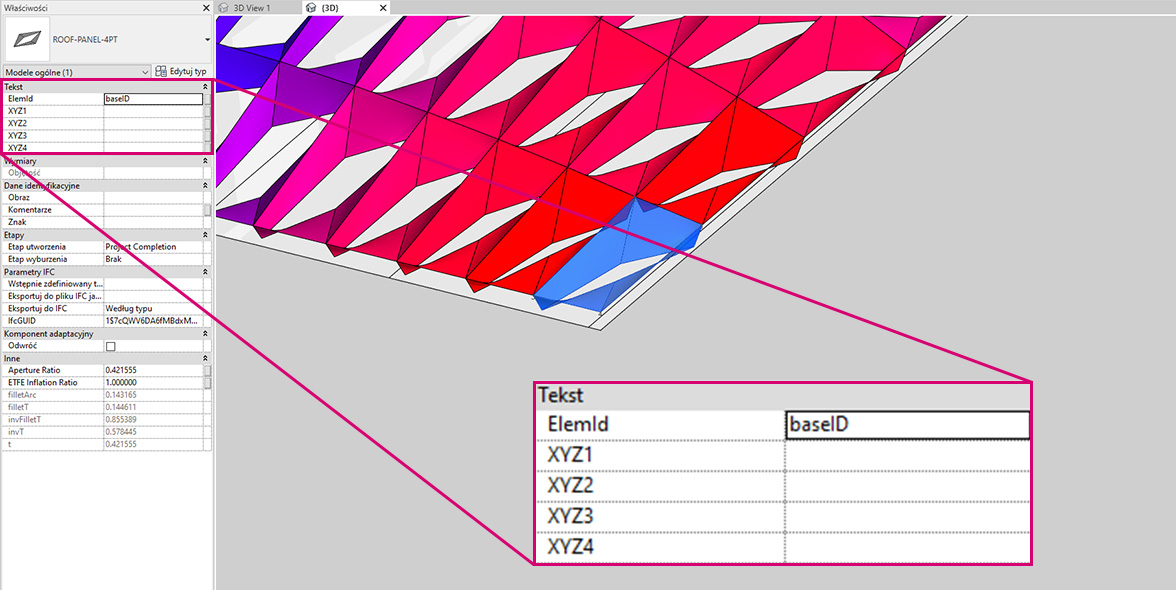 Właściwości
3D View 1
{3D}
ROOF-PANEL-4PT
Modele ogólne (1)
Edytuj typ
Tekst
ElemId baseID
XYZ1
XYZ2
XYZ3
XYZ4
Wymiary
Objętość
Dane identyfikacyjne
Obraz
Komentarze
Znak
Etapy
Etap utworzenia Project Completion
Etap wyburzenia Brak
Parametry IFC
Wstępnie zdefiniowany t...
Eksportuj do pliku IFC ja...
Eksportuj do IFC Według typu
IfcGUID 1S7cQWV6DA6fMBdxM...
Komponent adaptacyjny
Odwróć
Inne
Aperture Ratio 0.421555
ETFE Inflation Ratio 1.000000
filletArc 0.143165
filletT 0.144611
invFilletT 0.855389
invT 0.578445
t 0.421555
Tekst
ElemId baseID
XYZ1
XYZ2
XYZ3
XYZ4